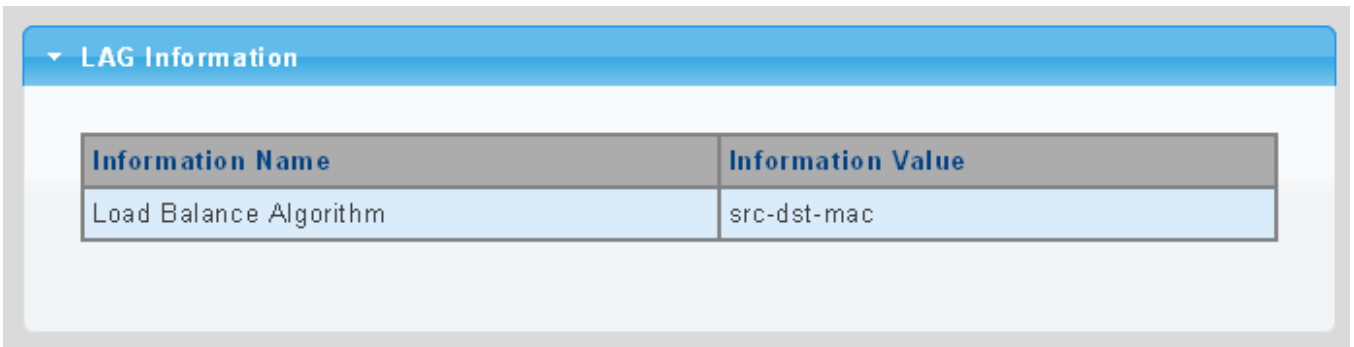 LAG Information
Information Name Information Value
Load Balance Algorithm src-dst-mac